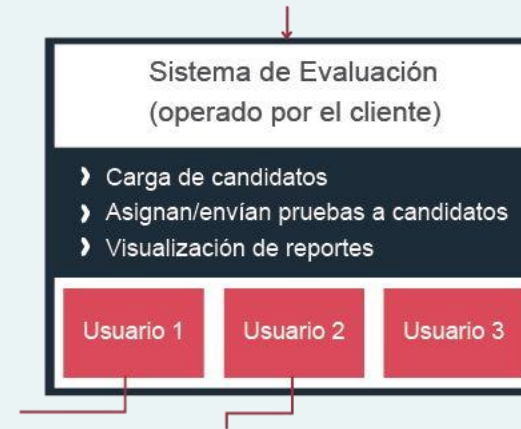 Sistema de Evaluación
(operado por el cliente)
Carga de candidatos
Asignan/envían pruebas a candidatos
Visualización de reportes
Usuario 1
Usuario 2
Usuario 3